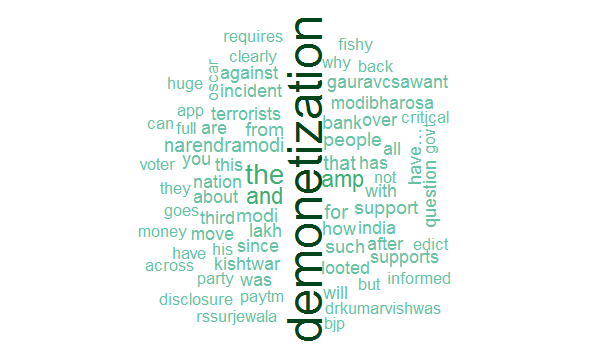 requires
fishy
clearly
why back
huge oscar against
gauravcsawant
incident
modibharosa
app terrorists
bank over critical
can full are from
people
govt
narendramodi
all
have…
voter you this
that has
they nation the
amp not
about and
with
question
goes third modi
for support
money move lakh
how india
have his since
such after edict
across kishtwar
looted supports
party was
but informed
disclosure paytm
will
rssurjewala
drkumarvishwas
bjp
demonetization